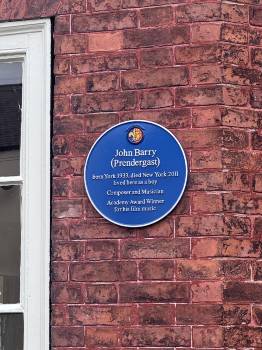 John Barry
(Prendergast)
born York 1933, died New York 2011
lived here as a boy
Composer and Musician
Academy Award Winner
for his film music